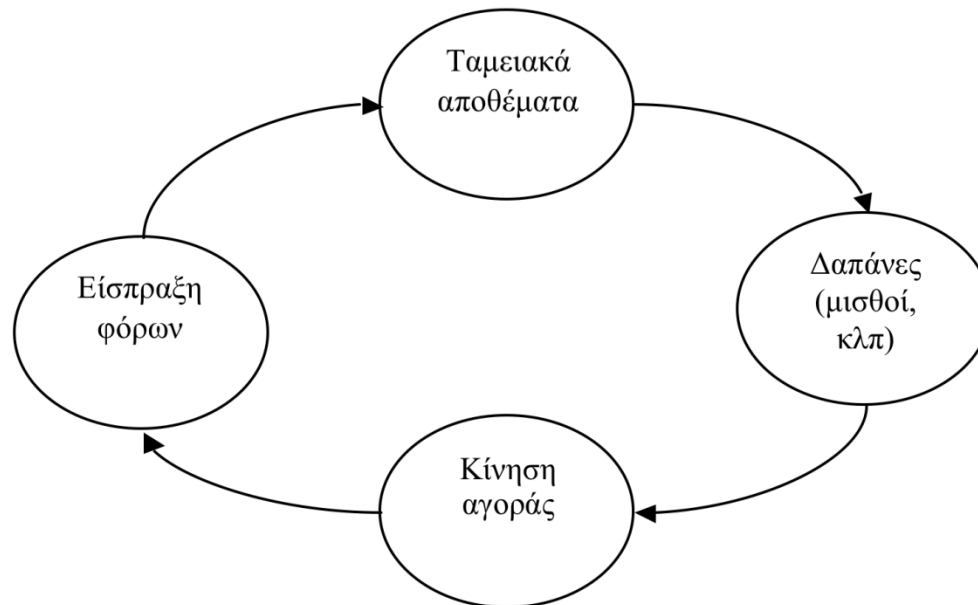 Ταμειακά
αποθέματα
Δαπάνες
(μισθοί,
κλπ)
Κίνηση
αγοράς
Είσπραξη
φόρων